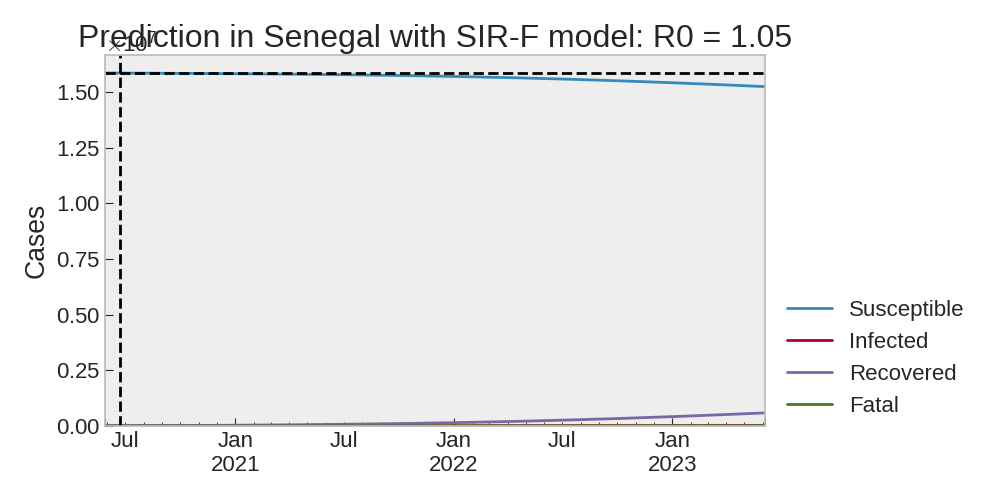 Prediction in Senegal with SIR-F model: R0 = 1.05
×10⁷
Cases
1.50
1.25
1.00
0.75
0.50
0.25
0.00
Jul
Jan
2021
Jul
Jan
2022
Jul
Jan
2023
Susceptible
Infected
Recovered
Fatal